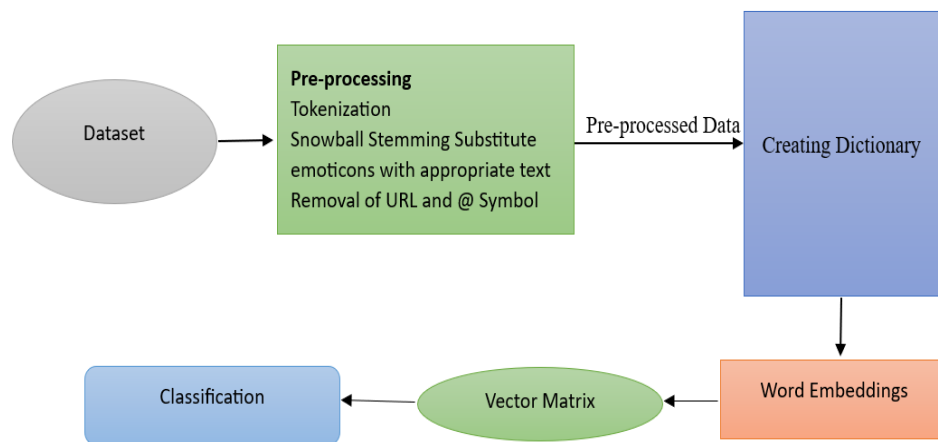 Dataset
Pre-processing
Tokenization
Snowball Stemming Substitute
emoticons with appropriate text
Removal of URL and @ Symbol
Pre-processed Data
Creating Dictionary
Classification
Vector Matrix
Word Embeddings